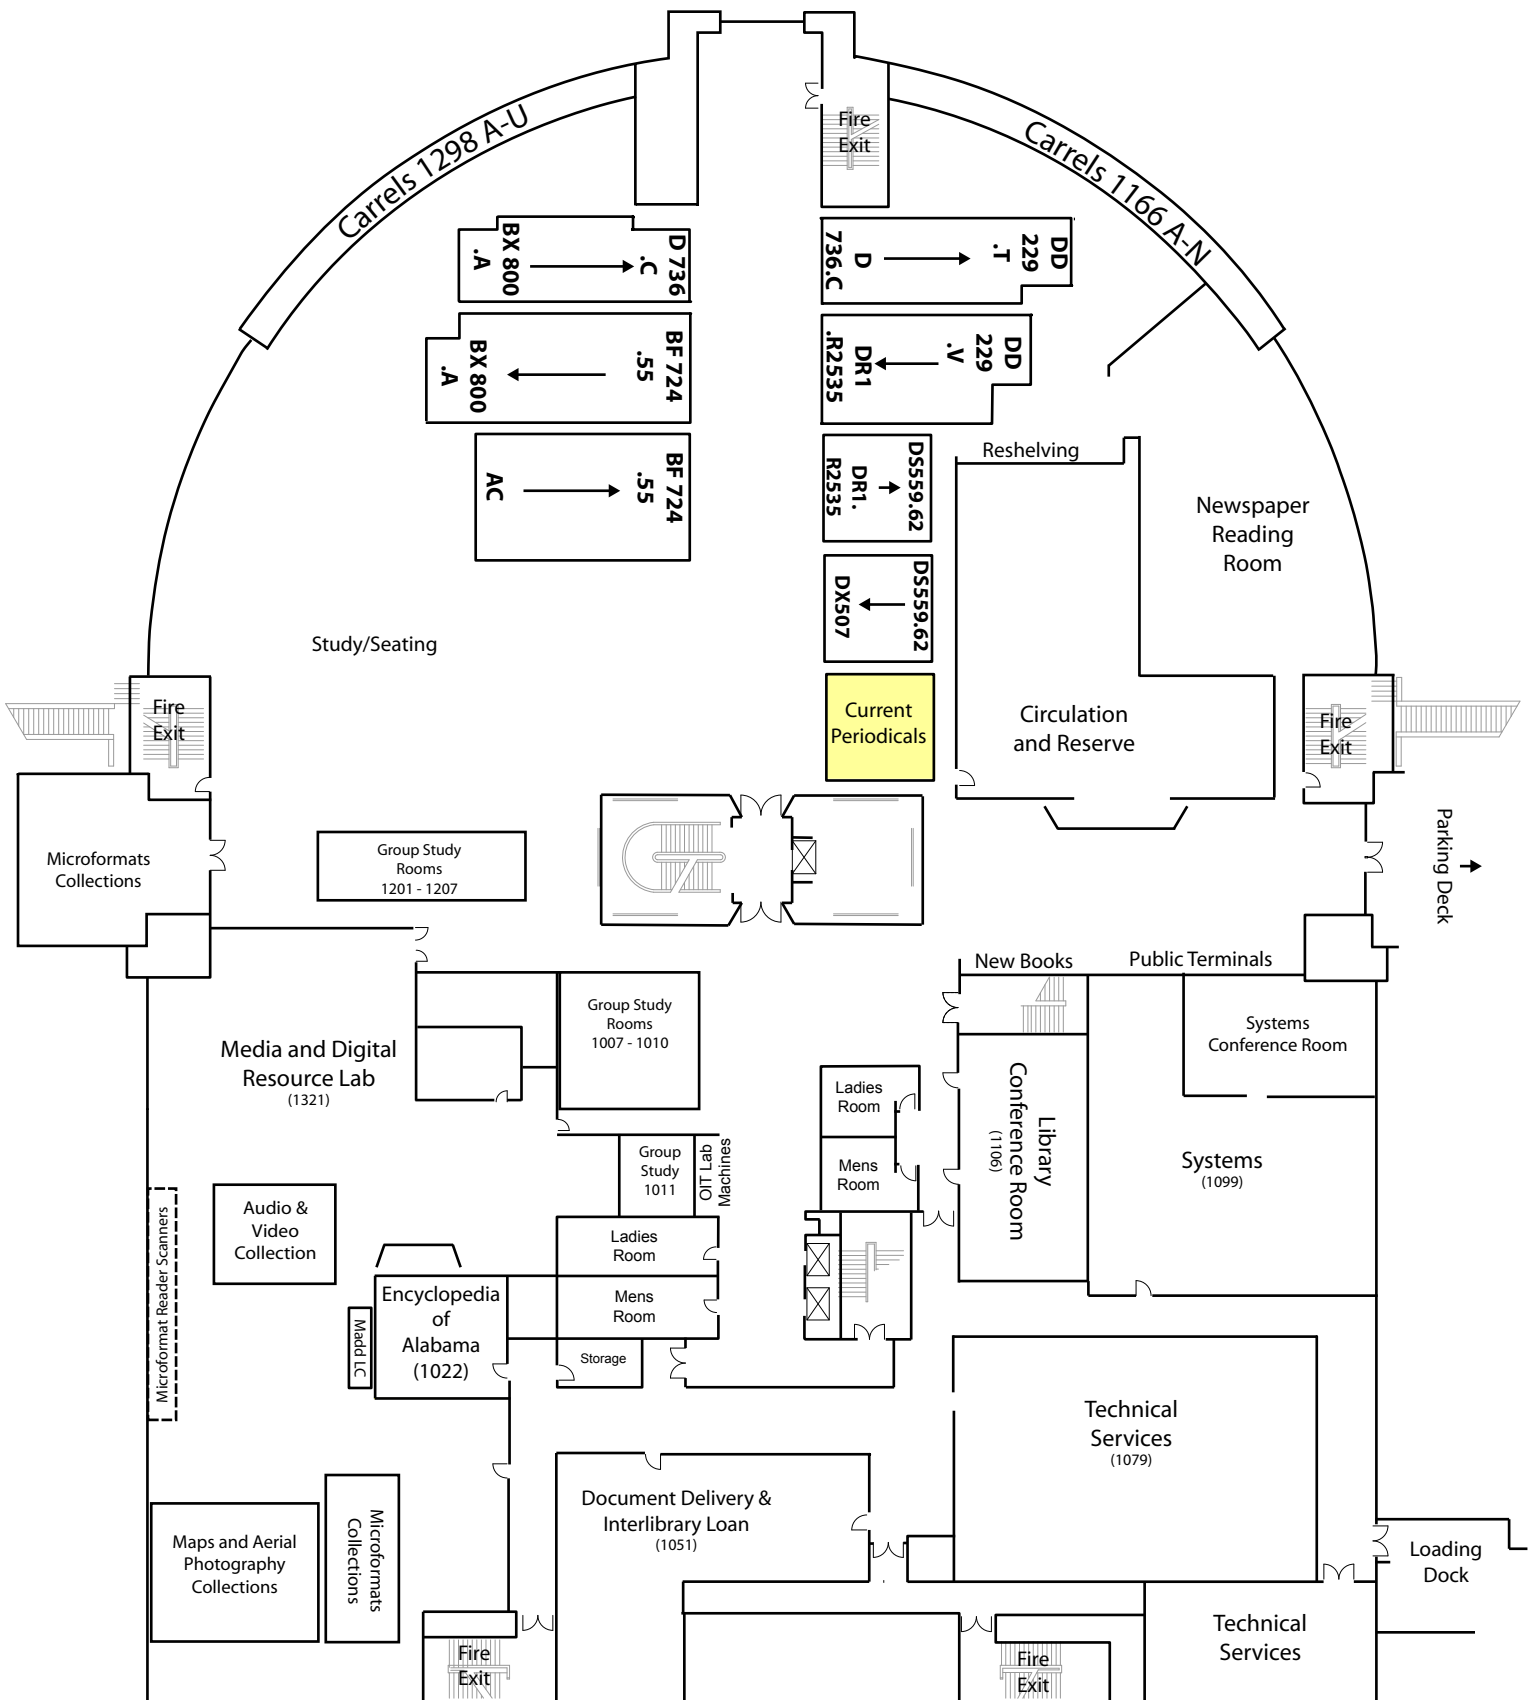 Carrels 1298 A-U
Fire
Exit
Carrels 1166 A-N
BX 800
.A
D 736
.C
D
736.C
DD
229
.T
BX 800
.A
BF 724
.55
DR1
.R2535
DD
229
.V
AC
BF 724
.55
DR1.
R2535
DS559.62
Reshelving
Newspaper
Reading
Room
DX507
DS559.62
Study/Seating
Fire
Exit
Current
Periodicals
Circulation
and Reserve
Fire
Exit
Microformats
Collections
Group Study
Rooms
1201 - 1207
Parking Deck
New Books
Public Terminals
Group Study
Rooms
1007 - 1010
Systems
Conference Room
Media and Digital
Resource Lab
(1321)
Ladies
Room
Library
Conference Room
(1106)
Group
Study
1011
OIT Lab
Machines
Mens
Room
Systems
(1099)
Audio &
Video
Collection
Microformat Reader Scanners
Ladies
Room
Encyclopedia
of
Alabama
(1022)
Madd LC
Mens
Room
Storage
Technical
Services
(1079)
Document Delivery &
Interlibrary Loan
(1051)
Maps and Aerial
Photography
Collections
Microformats
Collections
Loading
Dock
Fire
Exit
Fire
Exit
Technical
Services